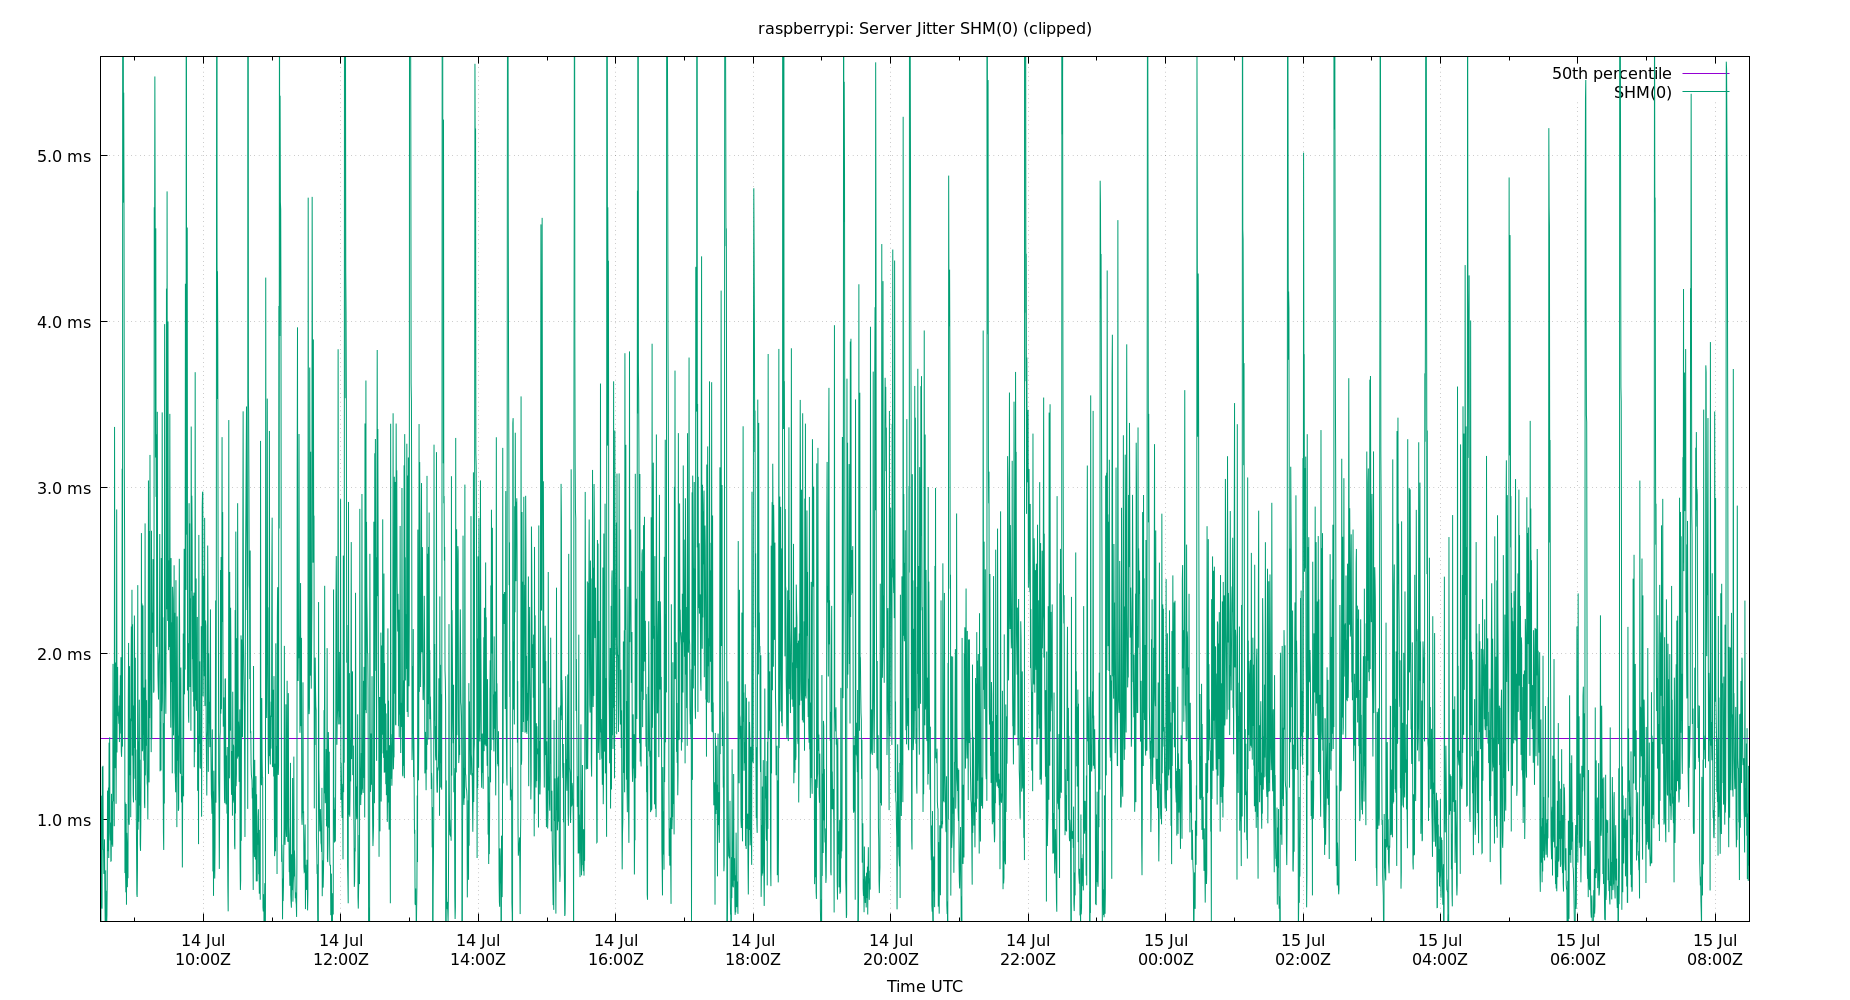 raspberrypi: Server Jitter SHM(0) (clipped)
50th percentile
SHM(0)
5.0 ms
4.0 ms
3.0 ms
2.0 ms
1.0 ms
14 Jul 14 Jul 14 Jul 14 Jul 14 Jul 14 Jul 14 Jul 15 Jul 15 Jul 15 Jul 15 Jul 15 Jul
10:00Z 12:00Z 14:00Z 16:00Z 18:00Z 20:00Z 22:00Z 00:00Z 02:00Z 04:00Z 06:00Z 08:00Z
Time UTC